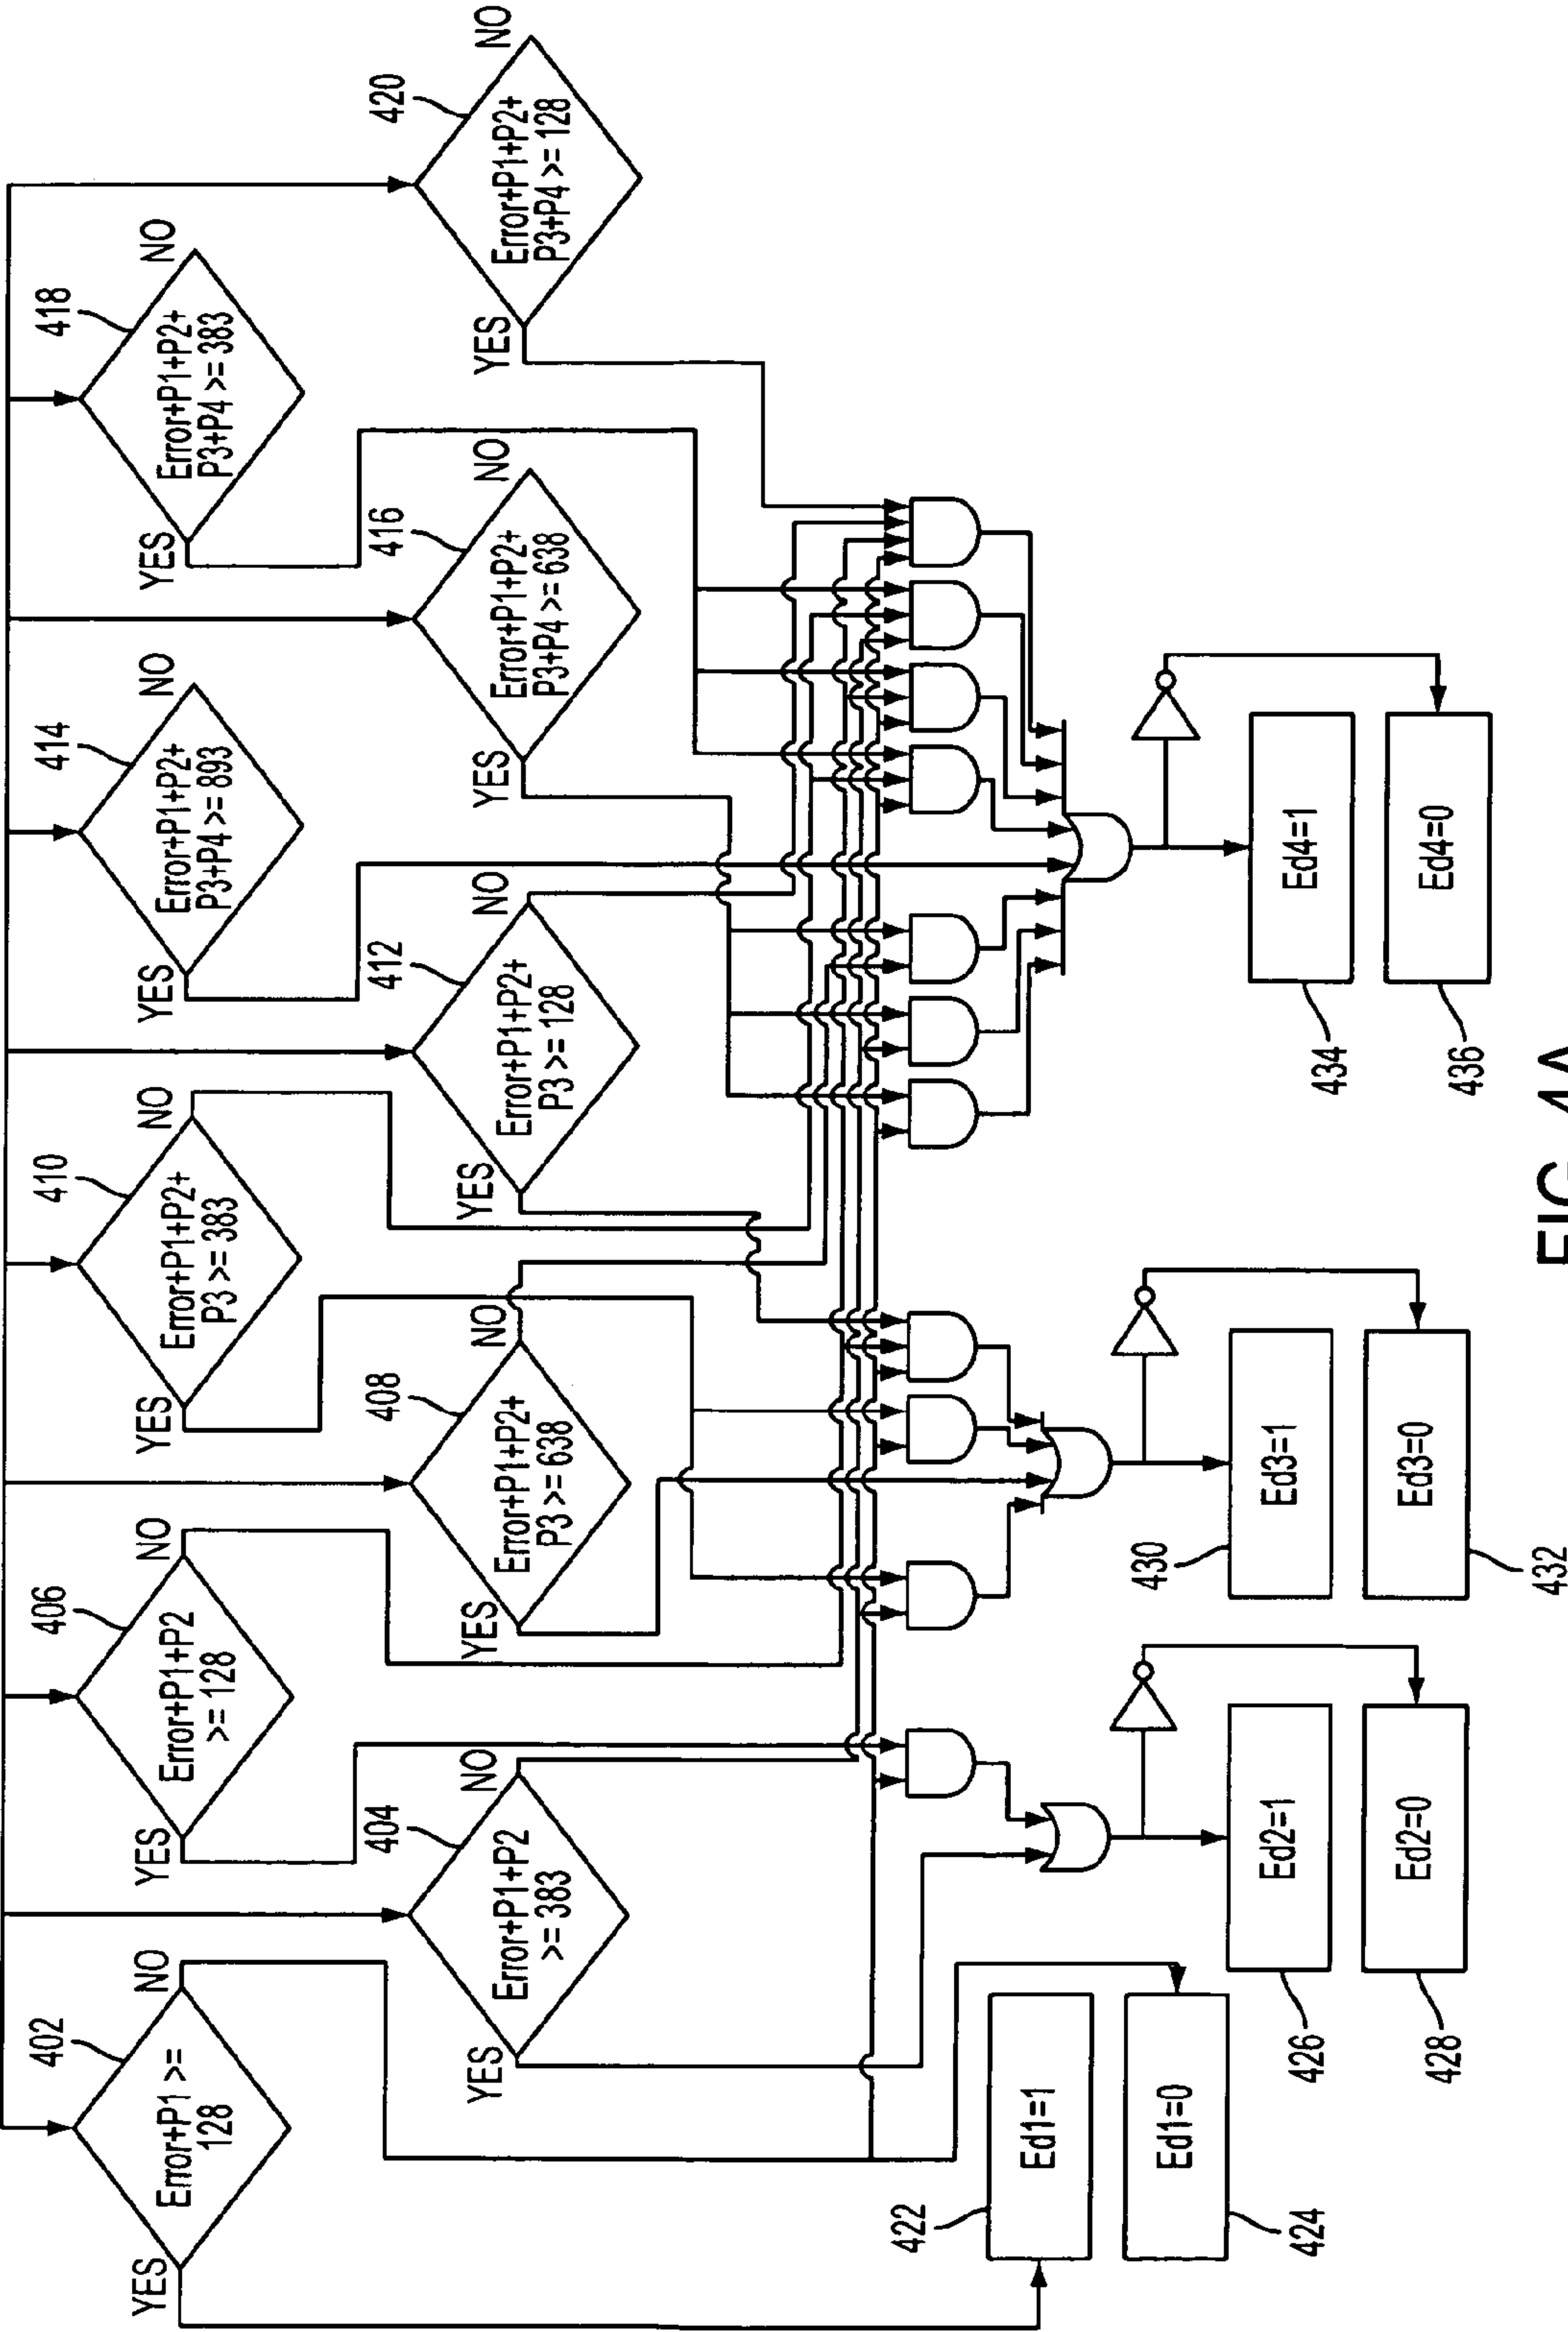 402
Error+P1 >=
128
YES
NO
404
Error+P1+P2
>= 383
YES
NO
406
Error+P1+P2
>= 128
YES
NO
408
Error+P1+P2+
P3 >= 638
YES
NO
410
Error+P1+P2+
P3 >= 383
YES
NO
412
Error+P1+P2+
P3 >= 128
YES
NO
414
Error+P1+P2+
P3+P4 >= 893
YES
NO
416
Error+P1+P2+
P3+P4 >= 638
YES
NO
418
Error+P1+P2+
P3+P4 >= 383
YES
NO
420
Error+P1+P2+
P3+P4 >= 128
YES
NO
422
Ed1=1
Ed1=0
424
Ed2=1
426
Ed2=0
428
430
Ed3=1
Ed3=0
432
Ed4=1
434
Ed4=0
436
FIG. 4A